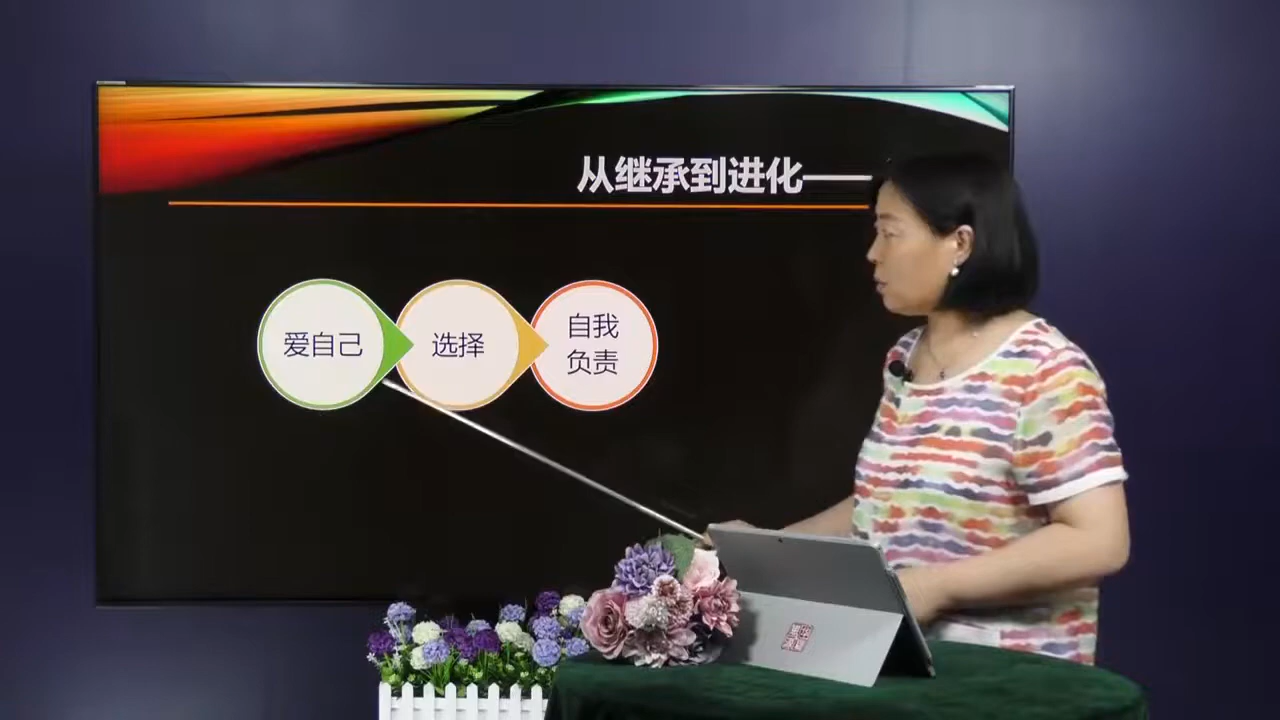 从继承到进化——
爱自己
选择
自我
负责